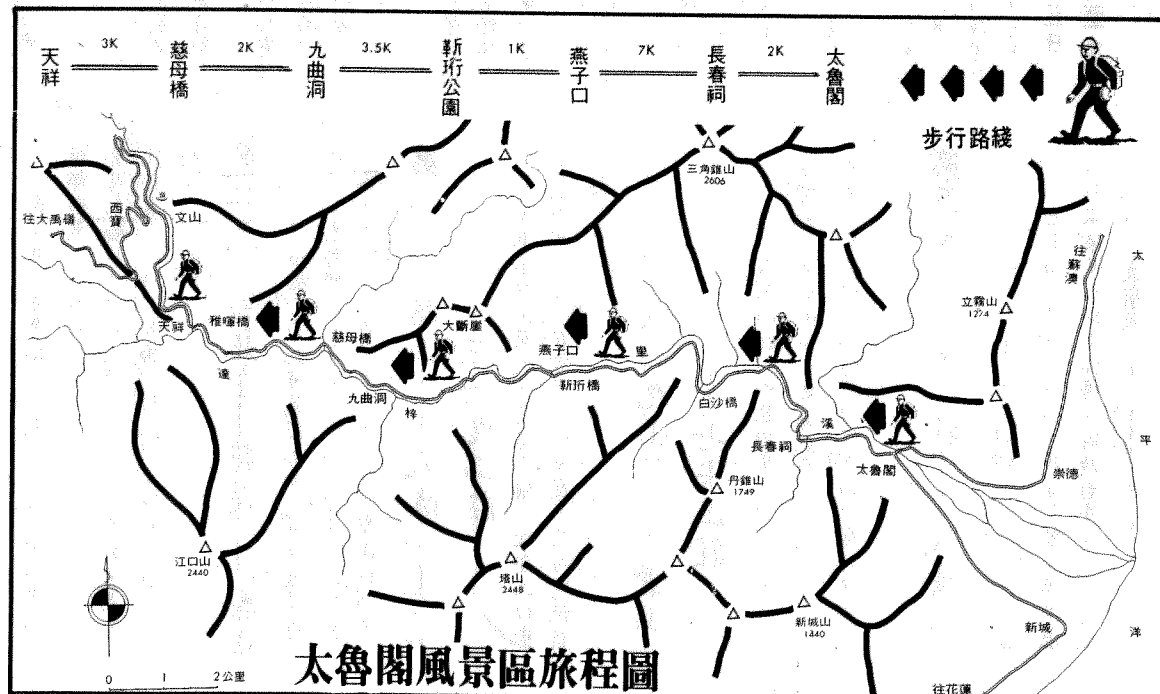 天祥 3K 慈母橋 2K 九曲洞 3.5K 靳珩公園 1K 燕子口 7K 長春祠 2K 太魯閣
步行路綫
三角錐山
2606
往大禹嶺
西寶
文山
往蘇澳
太
平
洋
立霧山
1274
天祥
稚暉橋
慈母橋
大斷崖
燕子口
里
達
九曲洞
梓
靳珩橋
白沙橋
溪
長春祠
太魯閣
崇德
丹錐山
1749
江口山
2440
塔山
2448
新城山
1440
新城
往花蓮
0 1 2公里
太魯閣風景區旅程圖